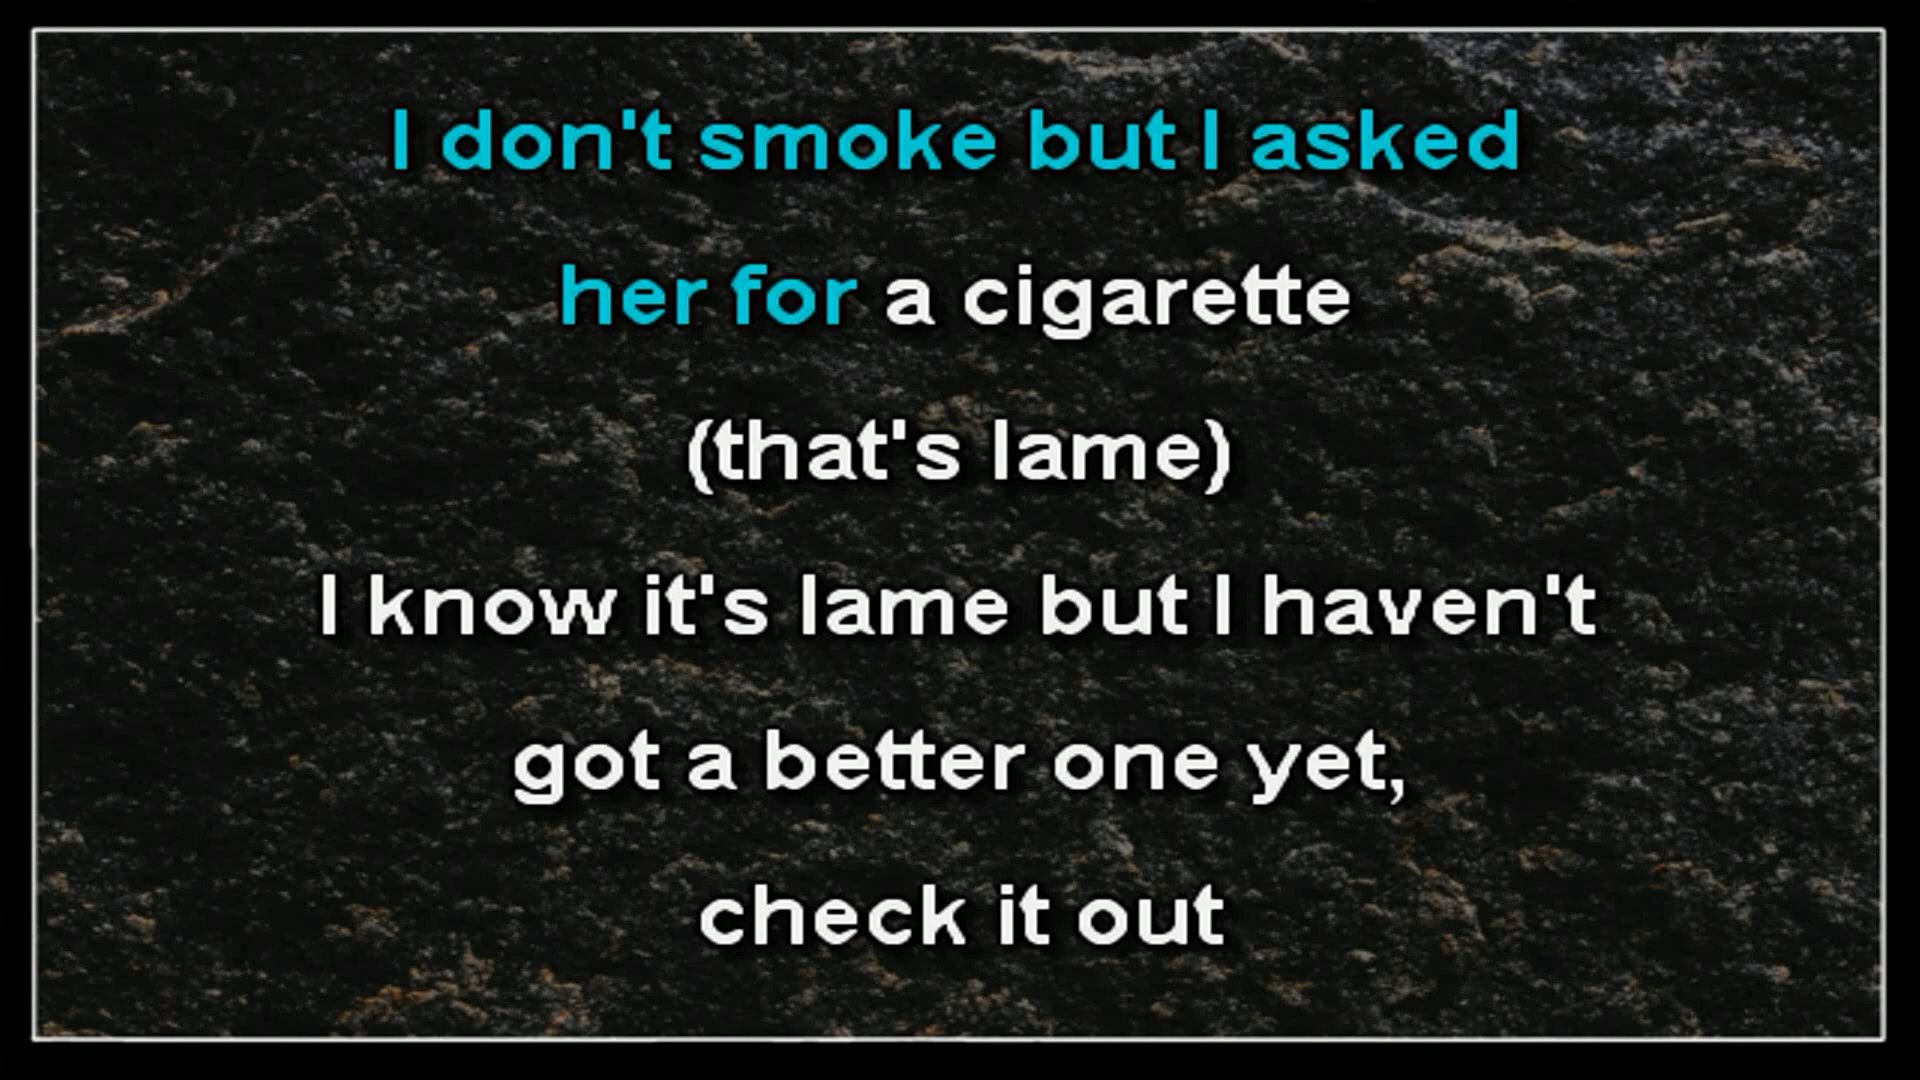 I don't smoke but I asked
her for a cigarette
(that's lame)
I know it's lame but I haven't
got a better one yet,
check it out